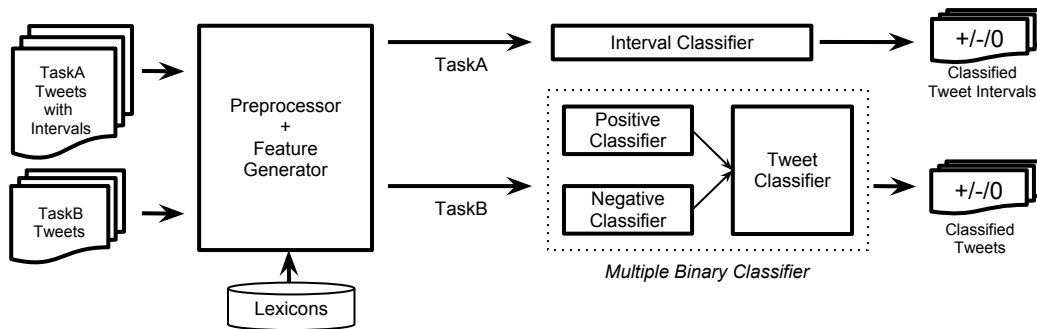 TaskA
Tweets
with
Intervals
TaskB
Tweets
Preprocessor
+
Feature
Generator
Lexicons
TaskA
TaskB
Interval Classifier
Positive
Classifier
Negative
Classifier
Tweet
Classifier
Multiple Binary Classifier
+/-/0
Classified
Tweet Intervals
+/-/0
Classified
Tweets